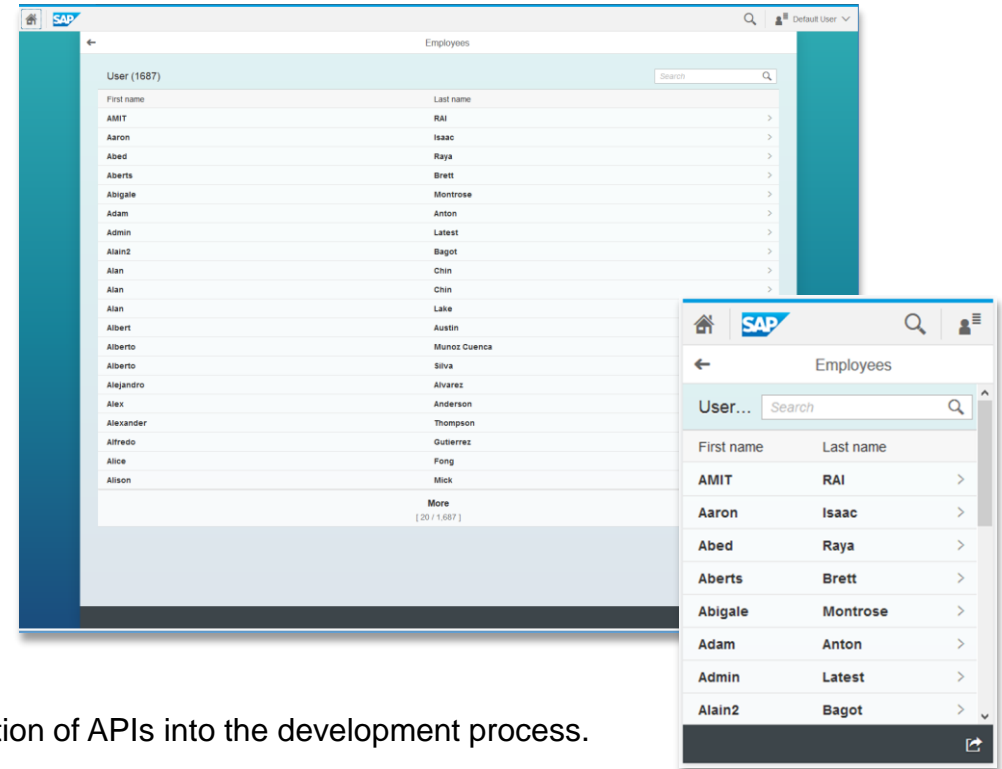 SAP Default User
Employees
User (1687) Search
First name Last name
AMIT RAI
Aaron Isaac
Abed Raya
Aberts Brett
Abigale Montrose
Adam Anton
Admin Latest
Alain2 Bagot
Alan Chin
Alan Chin
Alan Lake
Albert Austin
Alberto Munoz Cuenca
Alberto Silva
Alejandro Alvarez
Alex Anderson
Alexander Thompson
Alfredo Gutierrez
Alice Fong
Alison Mick
More
[ 20 / 1,687 ]
SAP
Employees
User... Search
First name Last name
AMIT RAI
Aaron Isaac
Abed Raya
Aberts Brett
Abigale Montrose
Adam Anton
Admin Latest
Alain2 Bagot
tion of APIs into the development process.